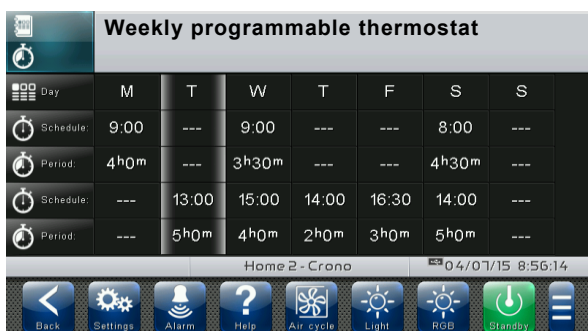 Weekly programmable thermostat
Day M T W T F S S
Schedule: 9:00 --- 9:00 --- --- 8:00 ---
Period: 4h0m --- 3h30m --- --- 4h30m ---
Schedule: --- 13:00 15:00 14:00 16:30 14:00 ---
Period: --- 5h0m 4h0m 2h0m 3h0m 5h0m ---
Home 2 - Crono 04/07/15 8:56:14
Back Settings Alarm Help Air cycle Light RGB Standby